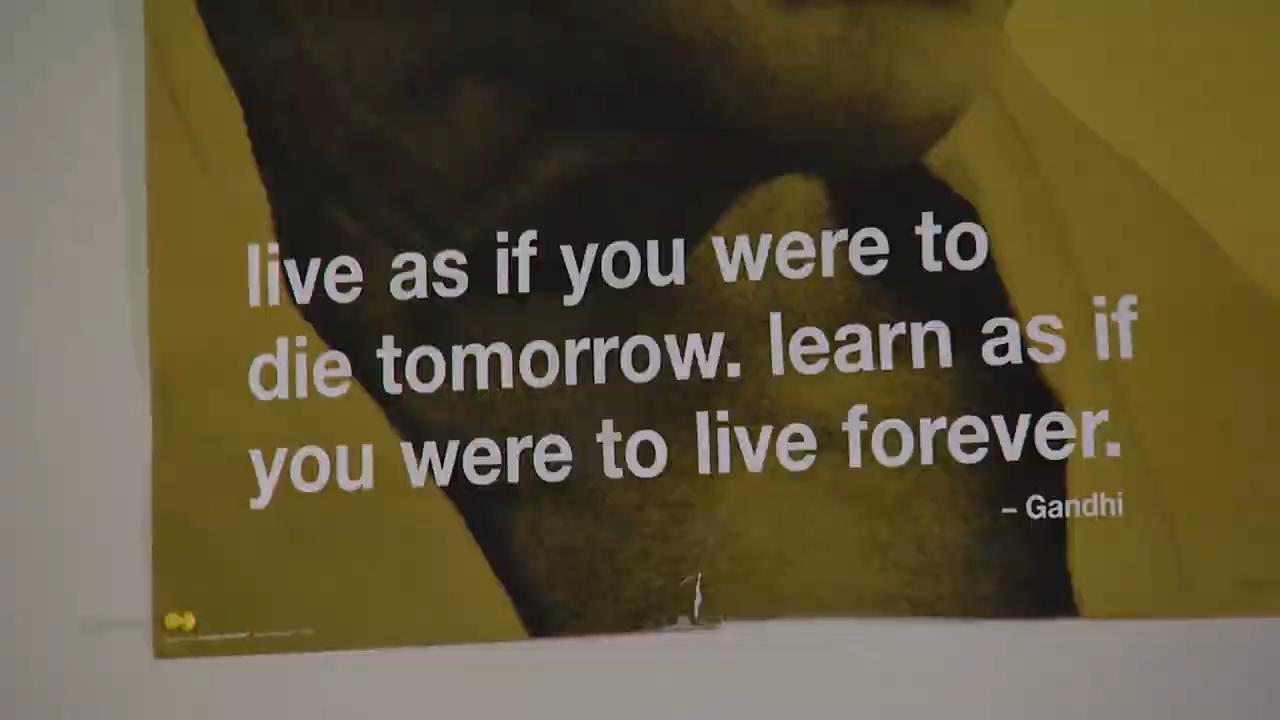 live as if you were to
die tomorrow. learn as if
you were to live forever.
– Gandhi